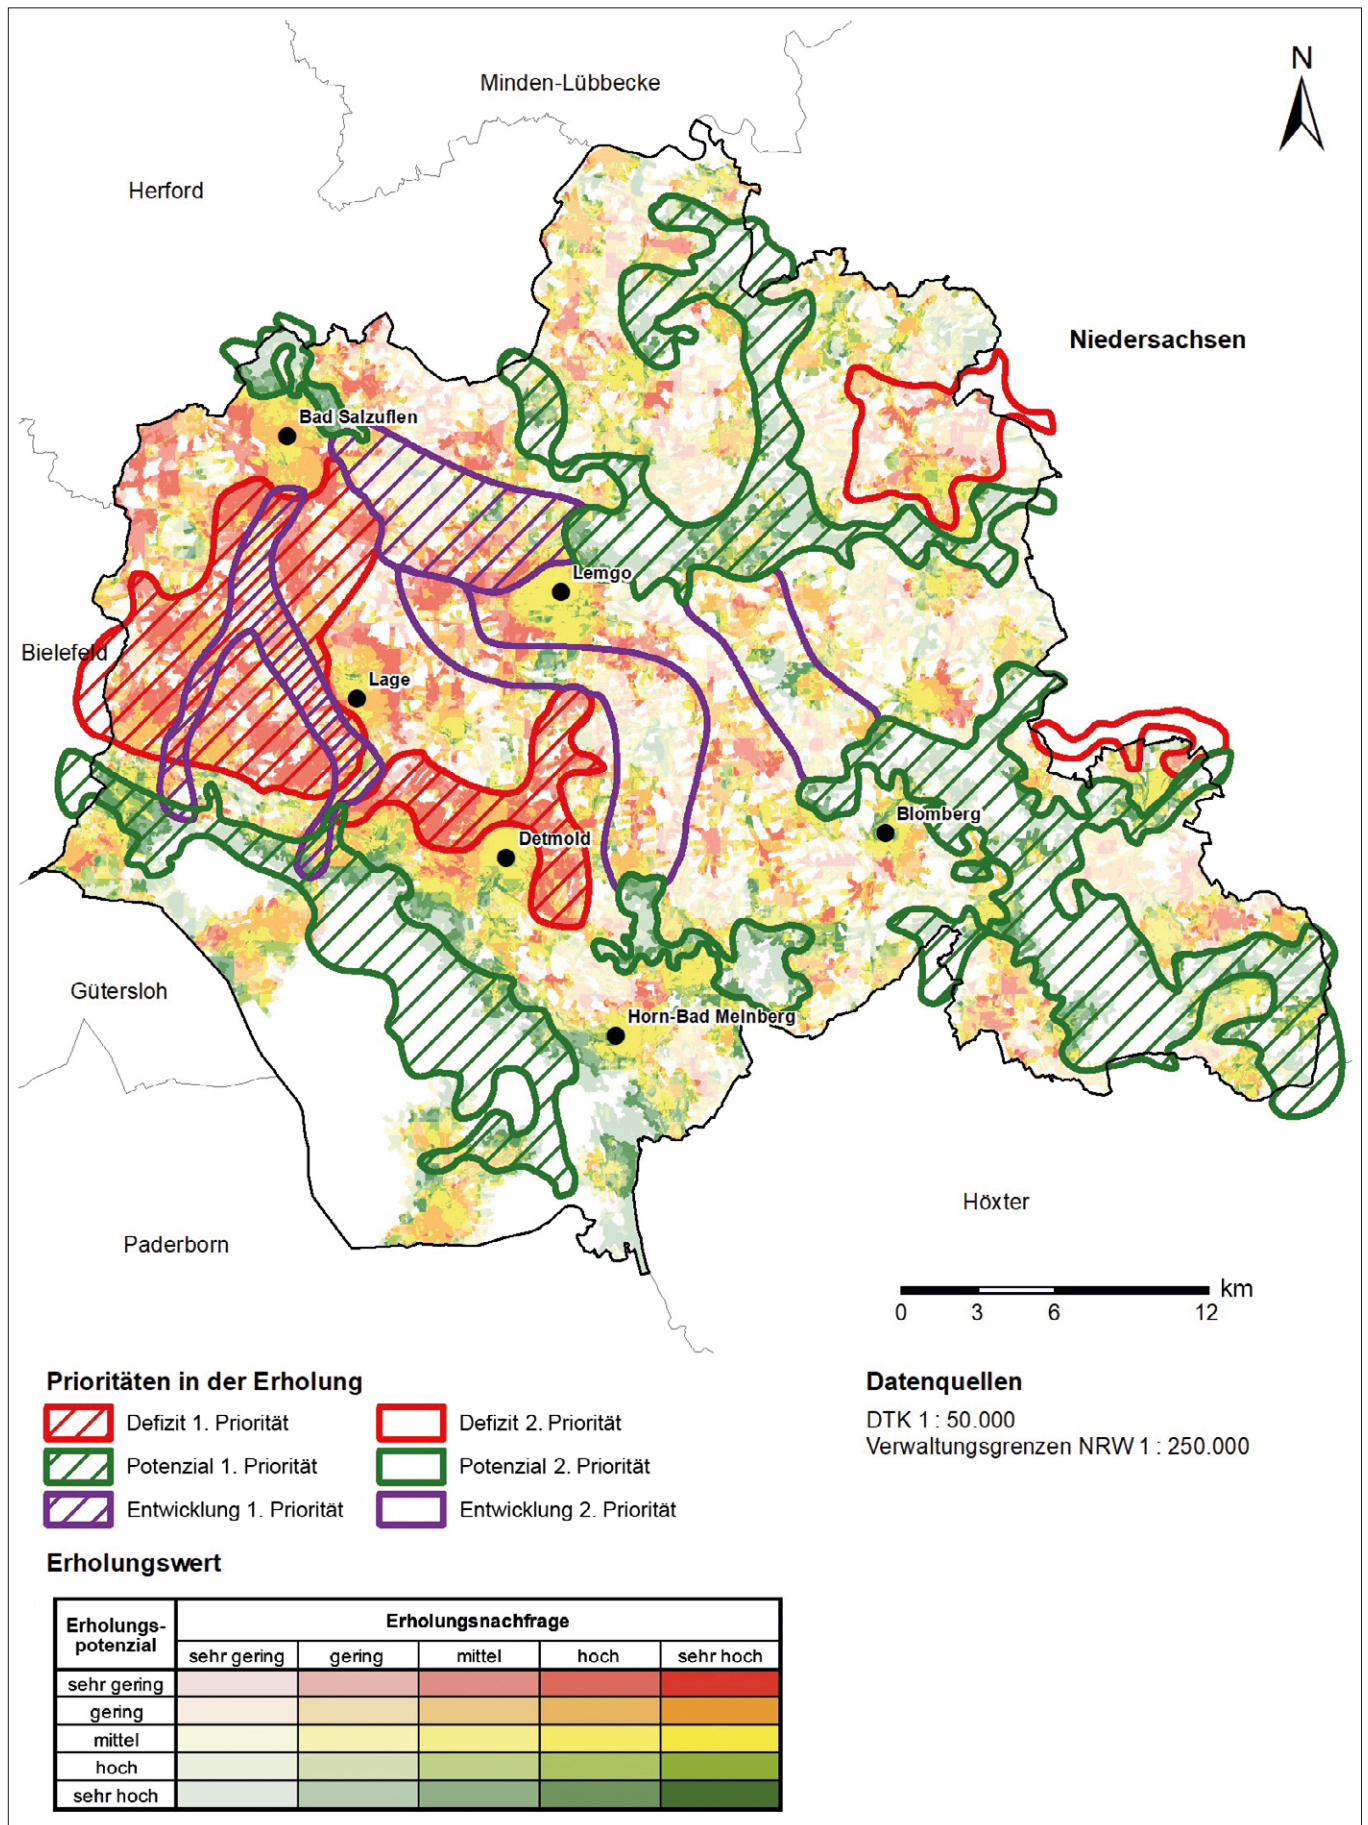 N
Minden-Lübbecke
Herford
Niedersachsen
Bad Salzuflen
Lemgo
Bielefeld
Lage
Blomberg
Detmold
Gütersloh
Horn-Bad Meinberg
Höxter
Paderborn
km
0 3 6 12
Prioritäten in der Erholung
Defizit 1. Priorität
Defizit 2. Priorität
Potenzial 1. Priorität
Potenzial 2. Priorität
Entwicklung 1. Priorität
Entwicklung 2. Priorität
Datenquellen
DTK 1 : 50.000
Verwaltungsgrenzen NRW 1 : 250.000
Erholungswert
Erholungs-
potenzial
Erholungsnachfrage
sehr gering gering mittel hoch sehr hoch
sehr gering
gering
mittel
hoch
sehr hoch